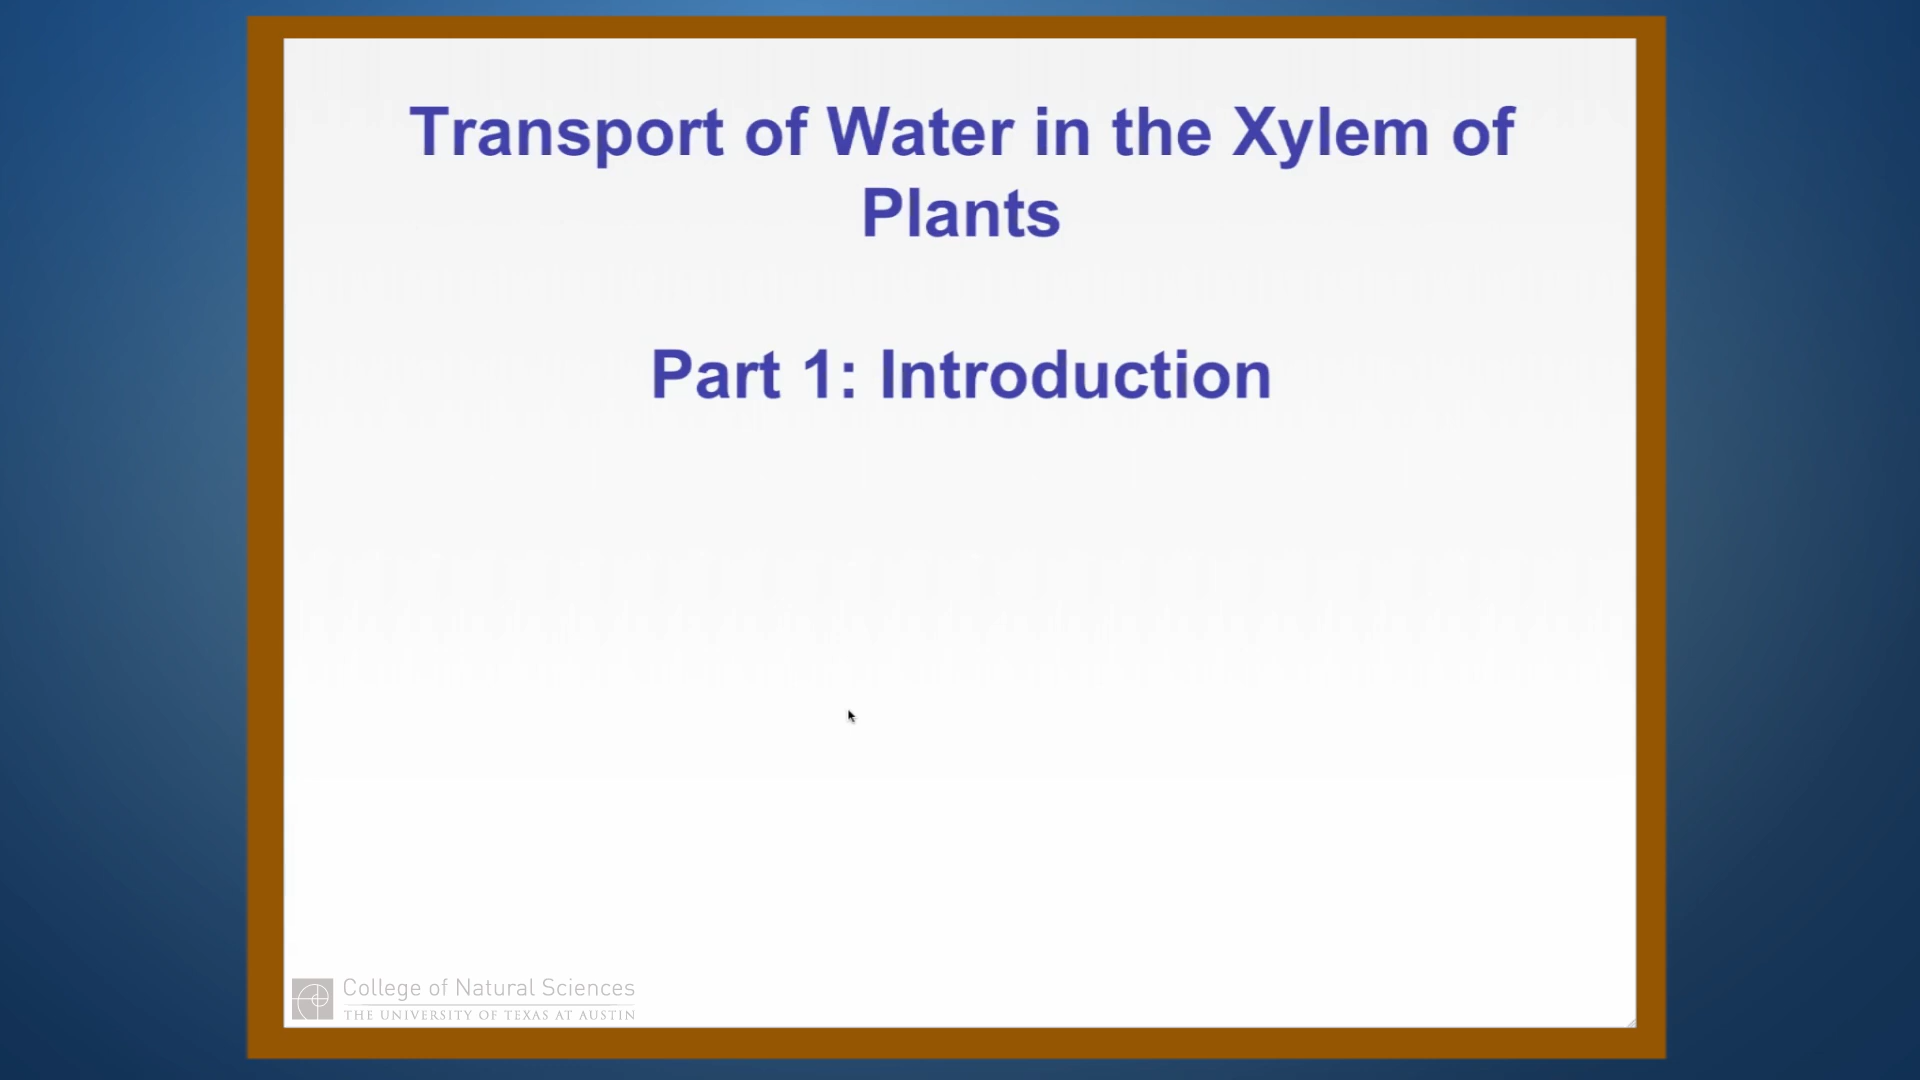 Transport of Water in the Xylem of
Plants
Part 1: Introduction
College of Natural Sciences
THE UNIVERSITY OF TEXAS AT AUSTIN